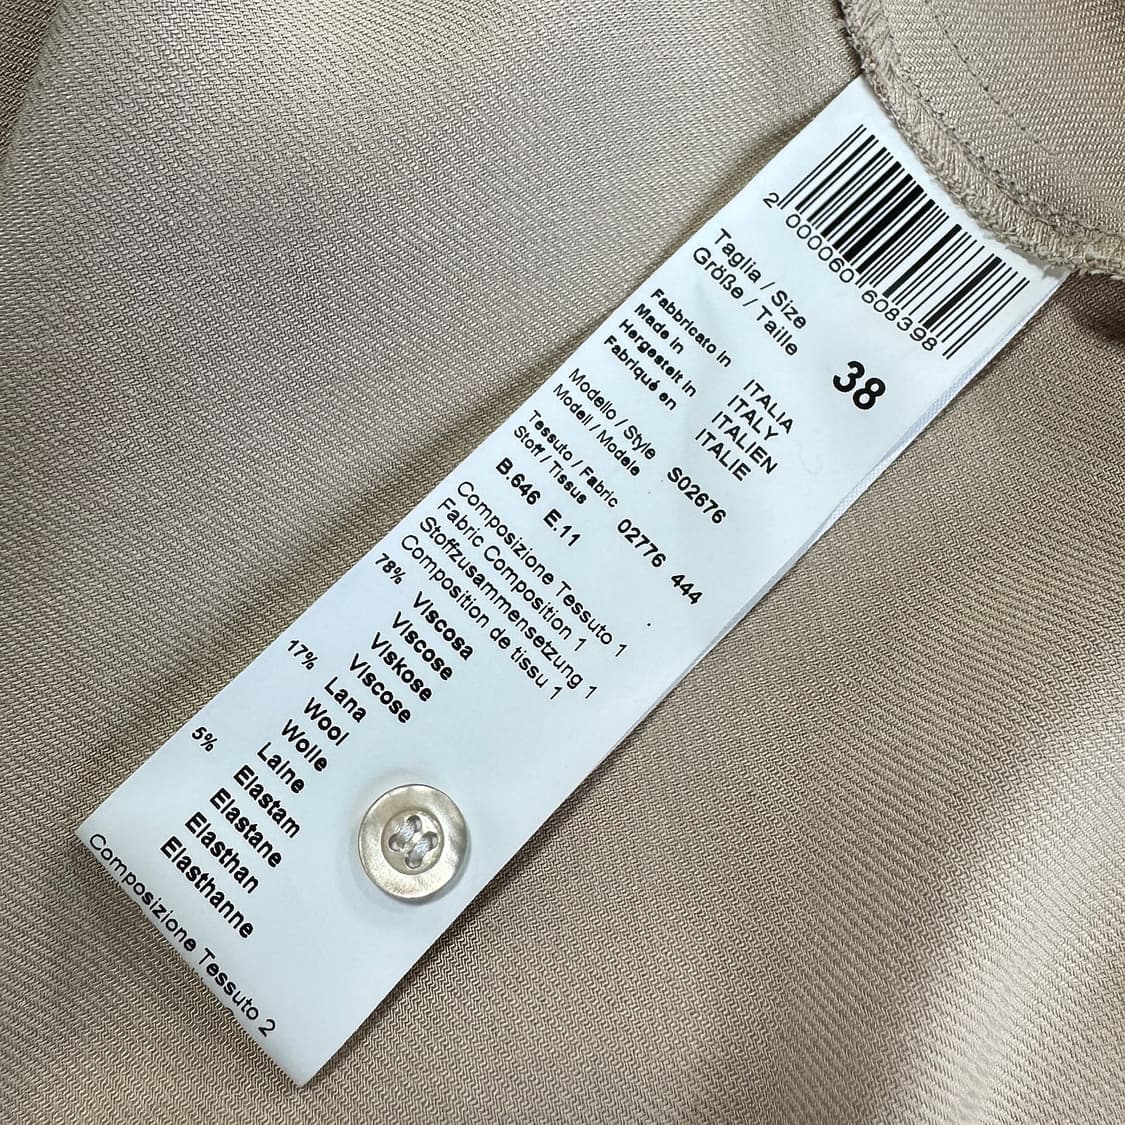 2 000060 608398
Taglia / Size
Größe / Taille 38
Fabbricato in ITALIA
Made in ITALY
Hergestelt in ITALIEN
Fabriqué en ITALIE
Modello / Style S02676
Modell / Modele
Tessuto / Fabric 02776 444
Stoff / Tissus
B.646 E.11
Composizione Tessuto 1
Fabric Composition 1
Stoffzusammensetzung 1
Composition de tissu 1
78% Viscosa
Viscose
Viskose
Viscose
17% Lana
Wool
Wolle
Laine
5% Elastam
Elastane
Elasthan
Elasthanne
Composizione Tessuto 2